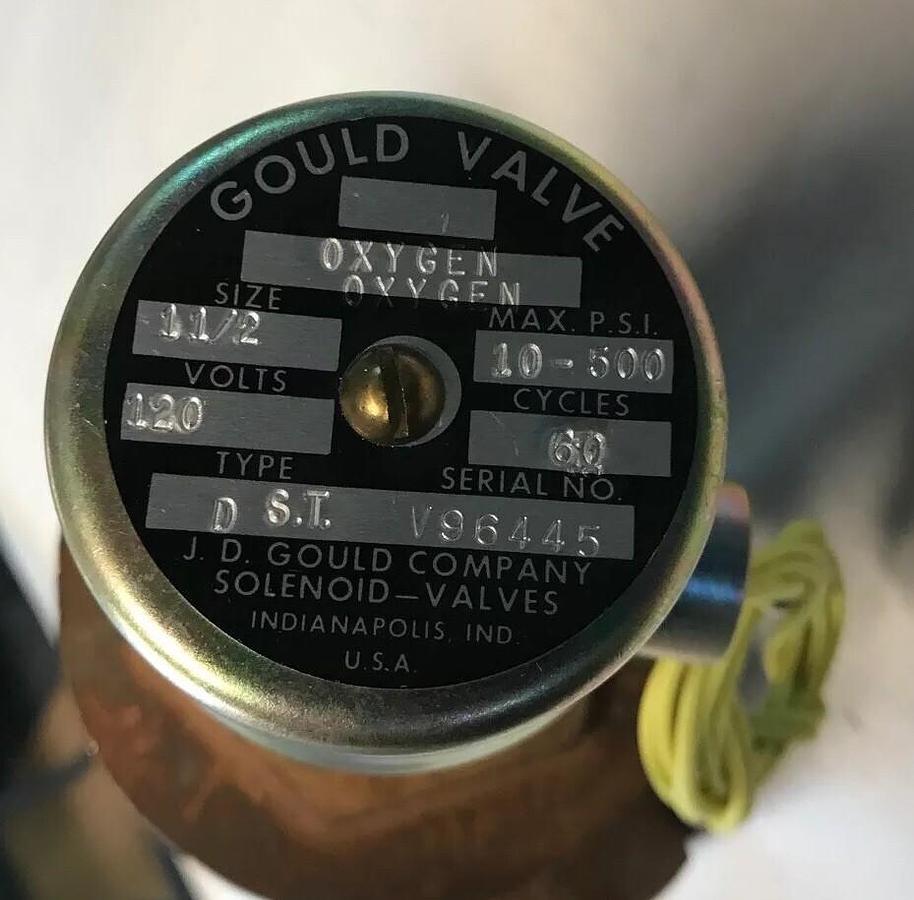 GOULD VALVE
OXYGEN
OXYGEN
SIZE
11/2
MAX. P.S.I.
10-500
VOLTS
120
CYCLES
60
TYPE
D S.T.
SERIAL NO.
V96445
J. D. GOULD COMPANY
SOLENOID-VALVES
INDIANAPOLIS, IND.
U.S.A.